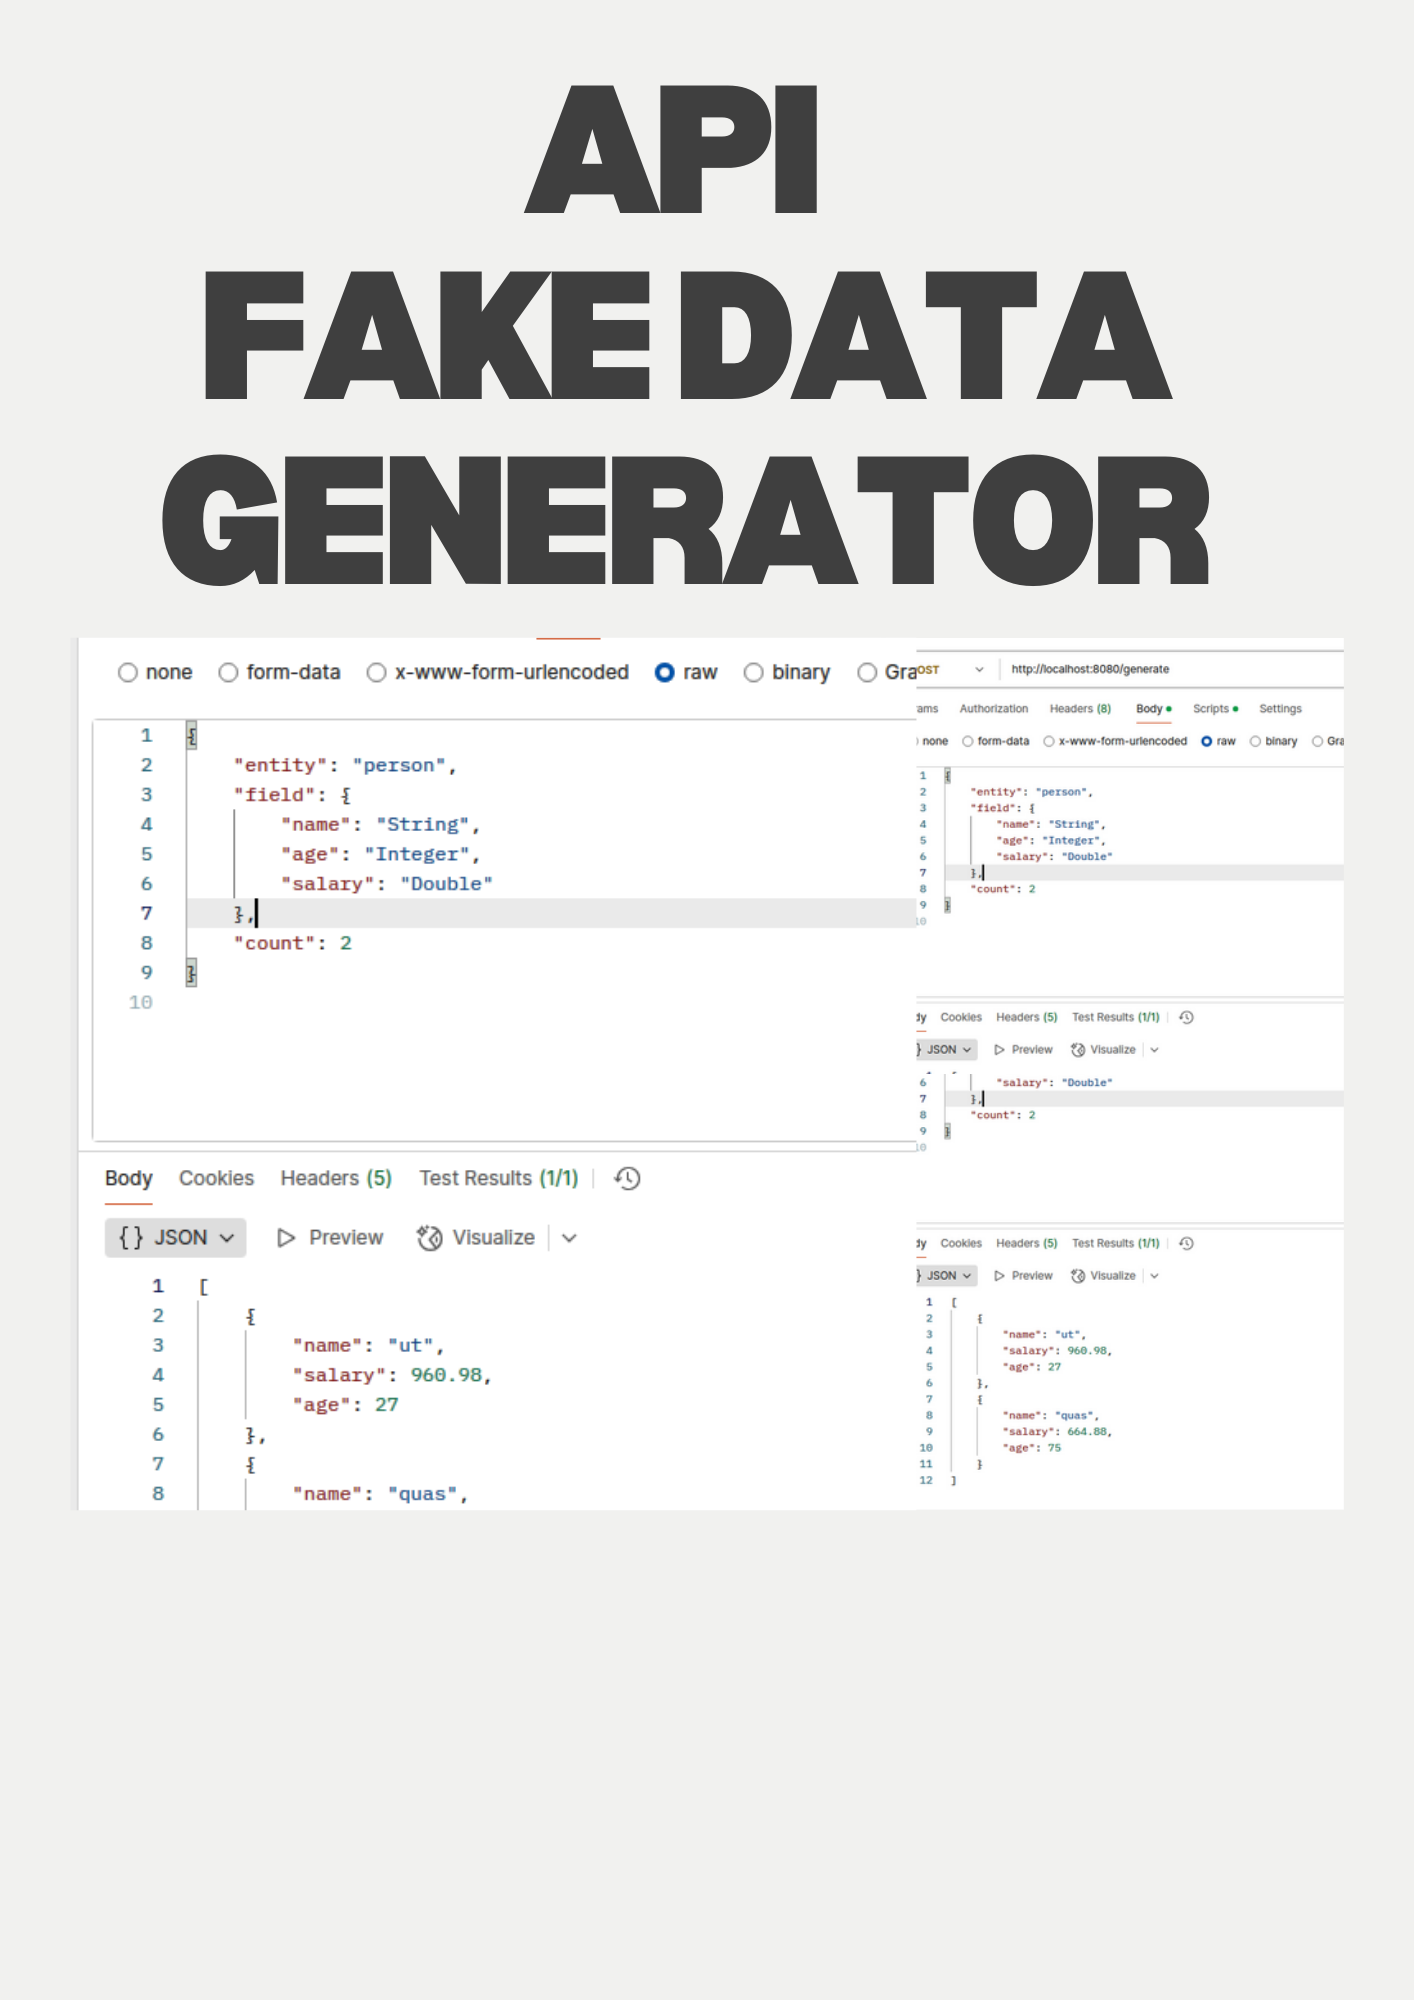 API
FAKE DATA
GENERATOR
none form-data x-www-form-urlencoded raw binary Gra
1 {
2 "entity": "person",
3 "field": {
4 "name": "String",
5 "age": "Integer",
6 "salary": "Double"
7 },
8 "count": 2
9 }
10
Body Cookies Headers (5) Test Results (1/1)
{} JSON Preview Visualize
1 [
2 {
3 "name": "ut",
4 "salary": 960.98,
5 "age": 27
6 },
7 {
8 "name": "quas",
OST http://localhost:8080/generate
ams Authorization Headers (8) Body Scripts Settings
none form-data x-www-form-urlencoded raw binary Gra
1 {
2 "entity": "person",
3 "field": {
4 "name": "String",
5 "age": "Integer",
6 "salary": "Double"
7 },
8 "count": 2
9 }
10
dy Cookies Headers (5) Test Results (1/1)
} JSON Preview Visualize
6 "salary": "Double"
7 },
8 "count": 2
9 }
10
dy Cookies Headers (5) Test Results (1/1)
} JSON Preview Visualize
1 [
2 {
3 "name": "ut",
4 "salary": 960.98,
5 "age": 27
6 },
7 {
8 "name": "quas",
9 "salary": 664.88,
10 "age": 75
11 }
12 ]